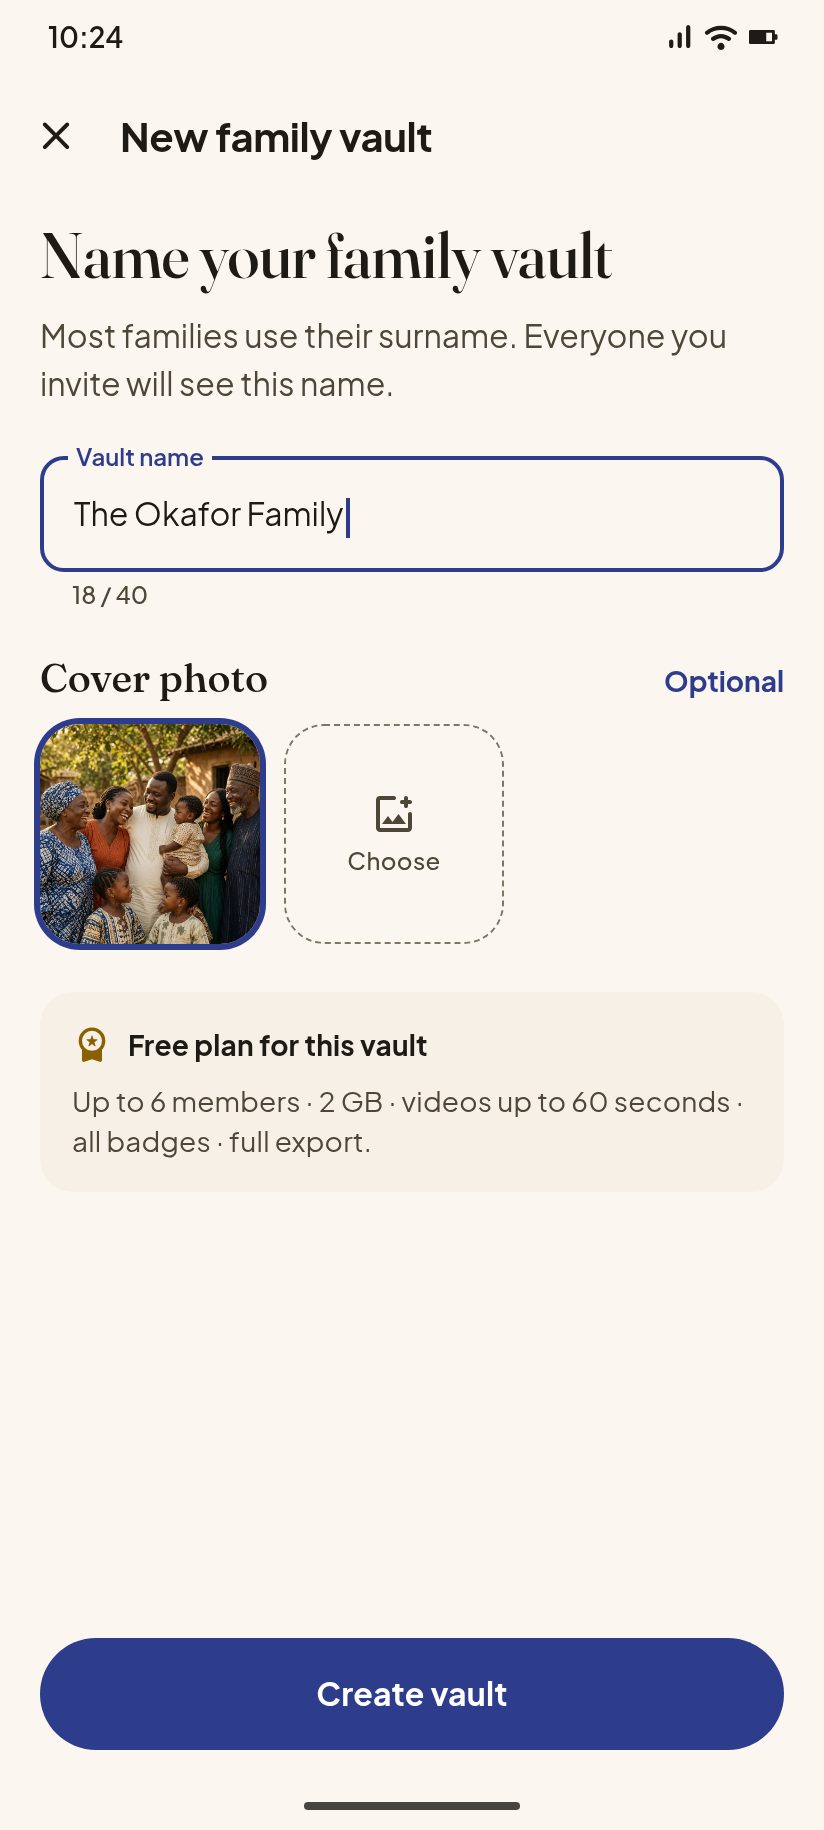 10:24
New family vault
Name your family vault
Most families use their surname. Everyone you
invite will see this name.
Vault name
The Okafor Family
18 / 40
Cover photo
Optional
Choose
Free plan for this vault
Up to 6 members · 2 GB · videos up to 60 seconds ·
all badges · full export.
Create vault